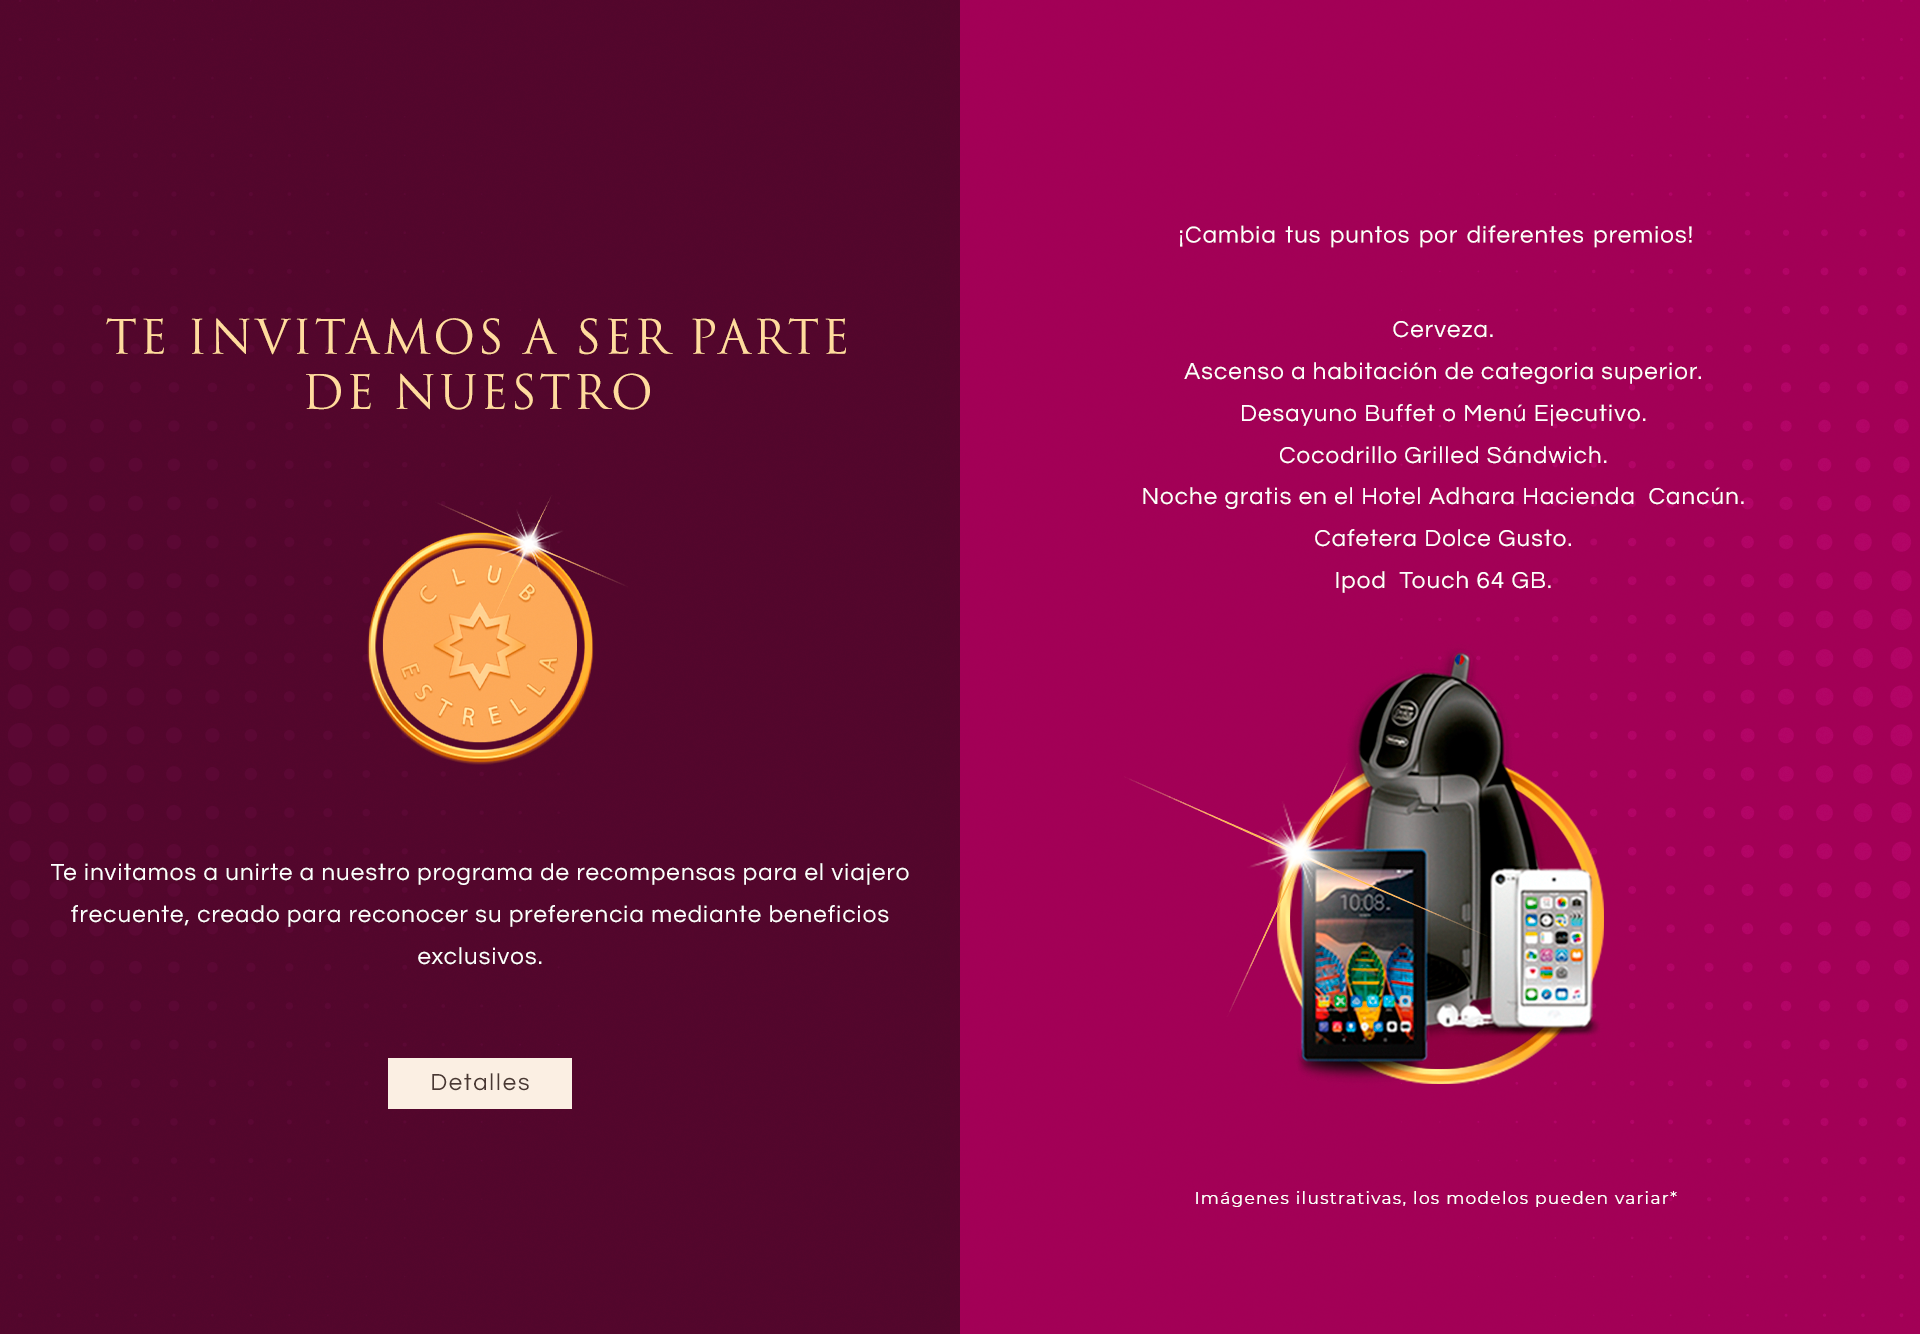 TE INVITAMOS A SER PARTE
DE NUESTRO
CLUB
ESTRELLA
Te invitamos a unirte a nuestro programa de recompensas para el viajero
frecuente, creado para reconocer su preferencia mediante beneficios
exclusivos.
Detalles
¡Cambia tus puntos por diferentes premios!
Cerveza.
Ascenso a habitación de categoria superior.
Desayuno Buffet o Menú Ejecutivo.
Cocodrillo Grilled Sándwich.
Noche gratis en el Hotel Adhara Hacienda  Cancún.
Cafetera Dolce Gusto.
Ipod  Touch 64 GB.
10:08
Imágenes ilustrativas, los modelos pueden variar*